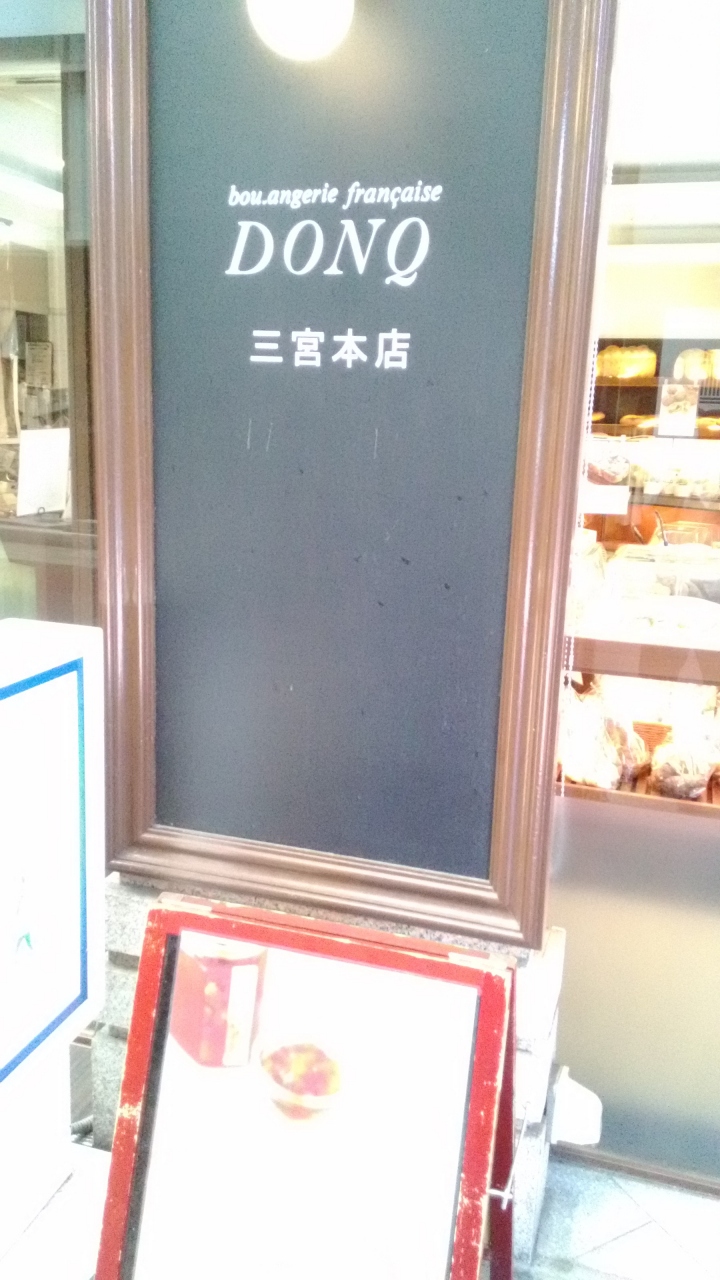 bou.angerie française
DONQ
三宮本店